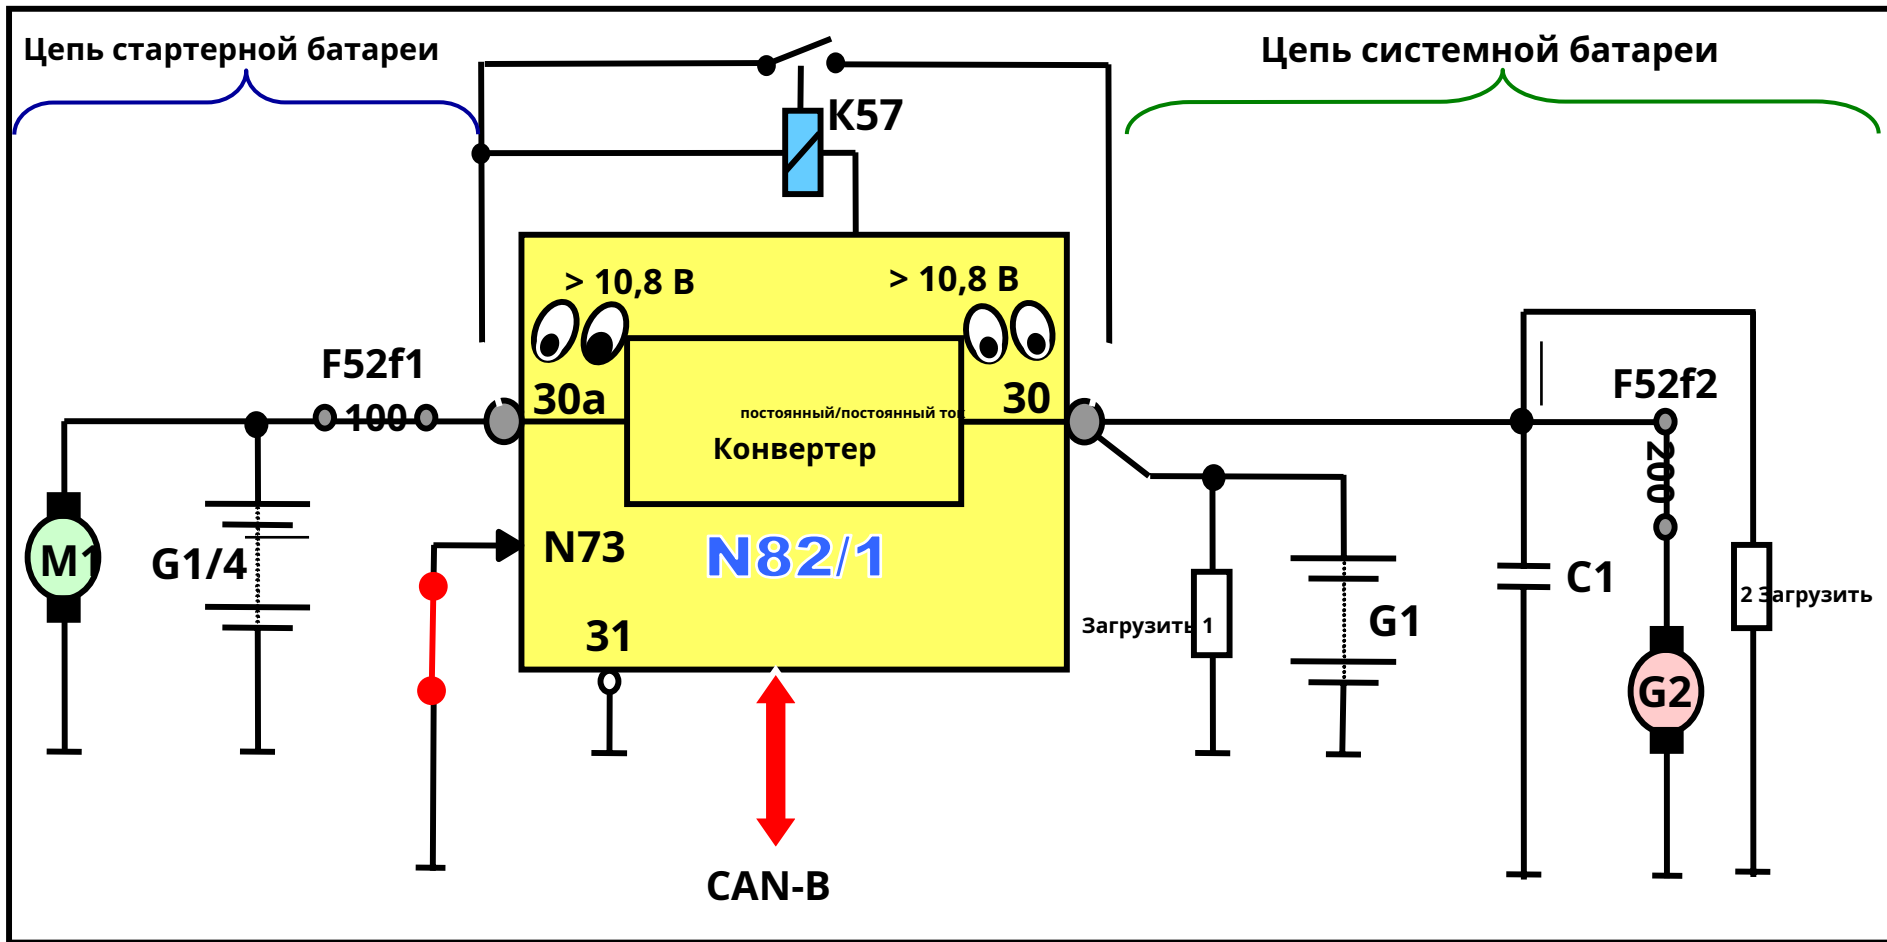 Цепь стартерной батареи
Цепь системной батареи
K57
> 10,8 В
> 10,8 В
F52f1
100
30a
30
постоянный/постоянный ток
Конвертер
F52f2
200
M1
G1/4
N73
N82/1
31
Загрузить 1
G1
C1
2 Загрузить
G2
CAN-B